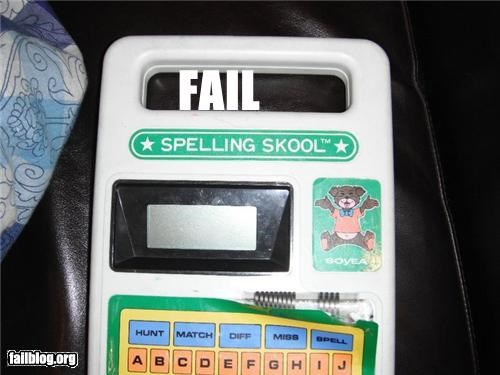 FAIL
★ SPELLING SKOOL™ ★
SOYEA
HUNT MATCH DIFF MISS SPELL
A B C D E F G H I J
failblog.org